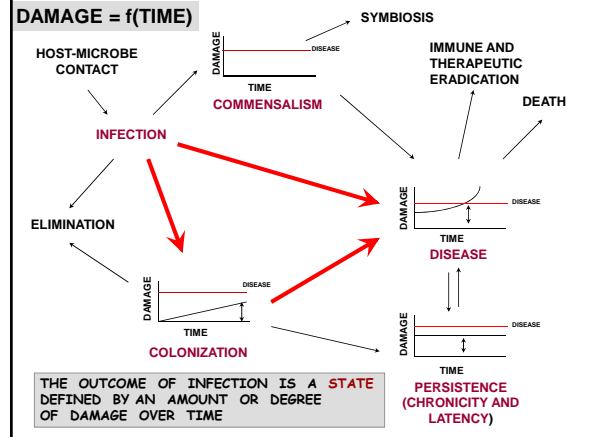 DAMAGE = f(TIME)
SYMBIOSIS
HOST-MICROBE
CONTACT
DAMAGE
DISEASE
TIME
COMMENSALISM
IMMUNE AND
THERAPEUTIC
ERADICATION
DEATH
INFECTION
ELIMINATION
DAMAGE
DISEASE
TIME
DISEASE
DAMAGE
DISEASE
TIME
COLONIZATION
DAMAGE
DISEASE
TIME
PERSISTENCE
(CHRONICITY AND
LATENCY)
THE OUTCOME OF INFECTION IS A STATE
DEFINED BY AN AMOUNT OR DEGREE
OF DAMAGE OVER TIME